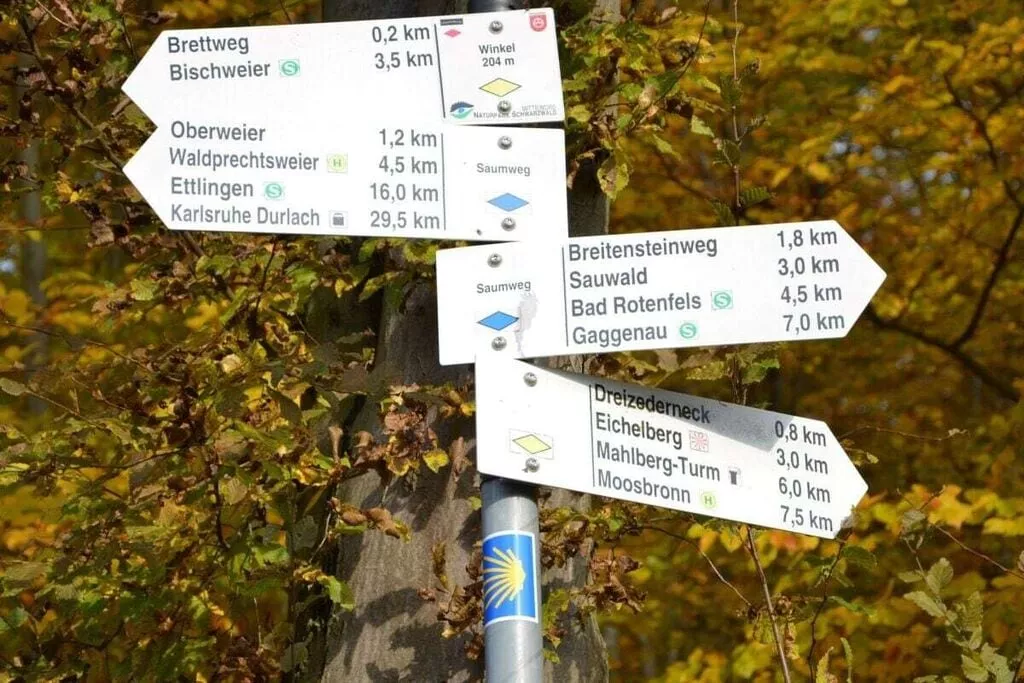 Brettweg 0,2 km
Bischweier S 3,5 km
Winkel
204 m
NATURPARK SCHWARZWALD
Oberweier 1,2 km
Waldprechtsweier H 4,5 km
Ettlingen S 16,0 km
Karlsruhe Durlach 29,5 km
Saumweg
Saumweg
Breitensteinweg 1,8 km
Sauwald 3,0 km
Bad Rotenfels S 4,5 km
Gaggenau S 7,0 km
Dreizederneck 0,8 km
Eichelberg 3,0 km
Mahlberg-Turm 6,0 km
Moosbronn H 7,5 km